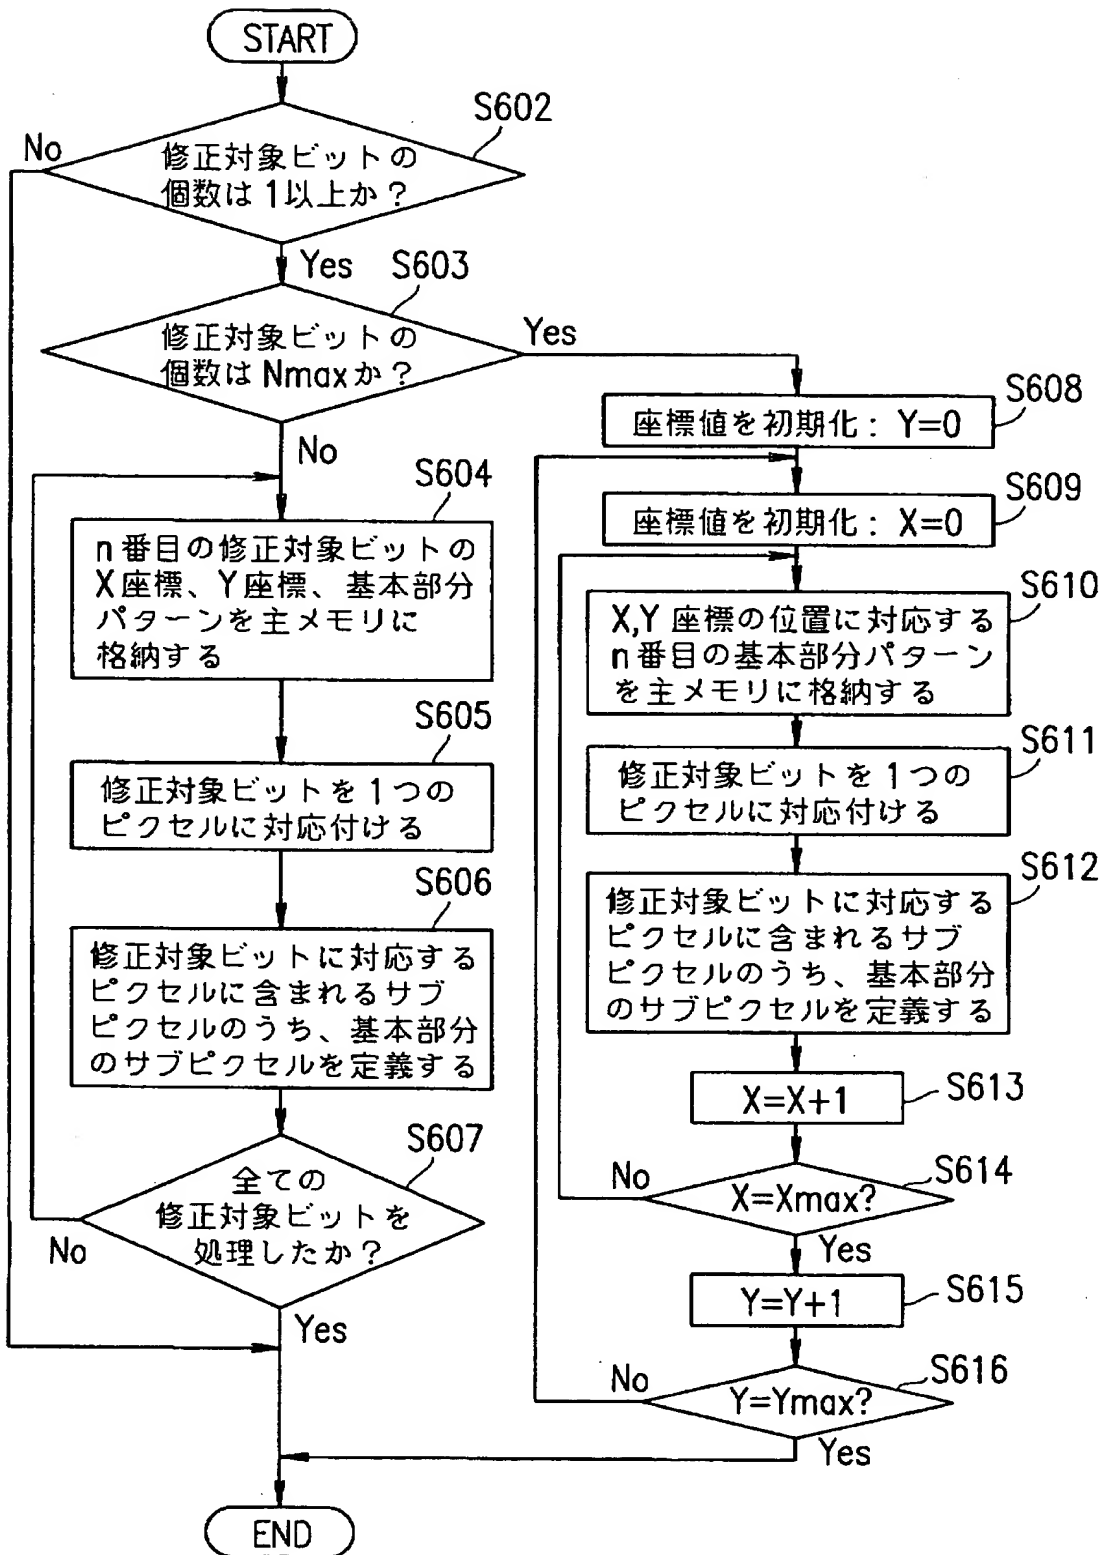 START
S602
No
修正対象ビットの
個数は1以上か？
Yes
S603
修正対象ビットの
個数はNmaxか？
Yes
No
S604
n番目の修正対象ビットの
X座標、Y座標、基本部分
パターンを主メモリに
格納する
S605
修正対象ビットを1つの
ピクセルに対応付ける
S606
修正対象ビットに対応する
ピクセルに含まれるサブ
ピクセルのうち、基本部分
のサブピクセルを定義する
S607
全ての
修正対象ビットを
処理したか？
No
Yes
S608
座標値を初期化: Y=0
S609
座標値を初期化: X=0
S610
X,Y座標の位置に対応する
n番目の基本部分パターン
を主メモリに格納する
S611
修正対象ビットを1つの
ピクセルに対応付ける
S612
修正対象ビットに対応する
ピクセルに含まれるサブ
ピクセルのうち、基本部分
のサブピクセルを定義する
X=X+1
S613
No
S614
X=Xmax?
Yes
Y=Y+1
S615
No
S616
Y=Ymax?
Yes
END